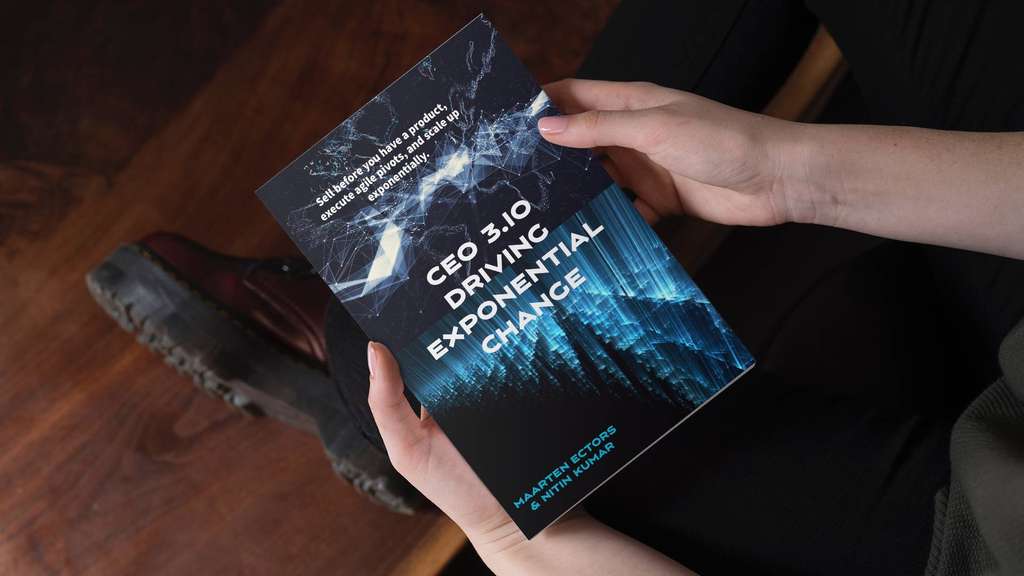 Sell before you have a product,
execute agile pivots, and scale up
exponentially.
CEO 3.10
DRIVING
EXPONENTIAL
CHANGE
MAARTEN ECTORS
& NITIN KUMAR